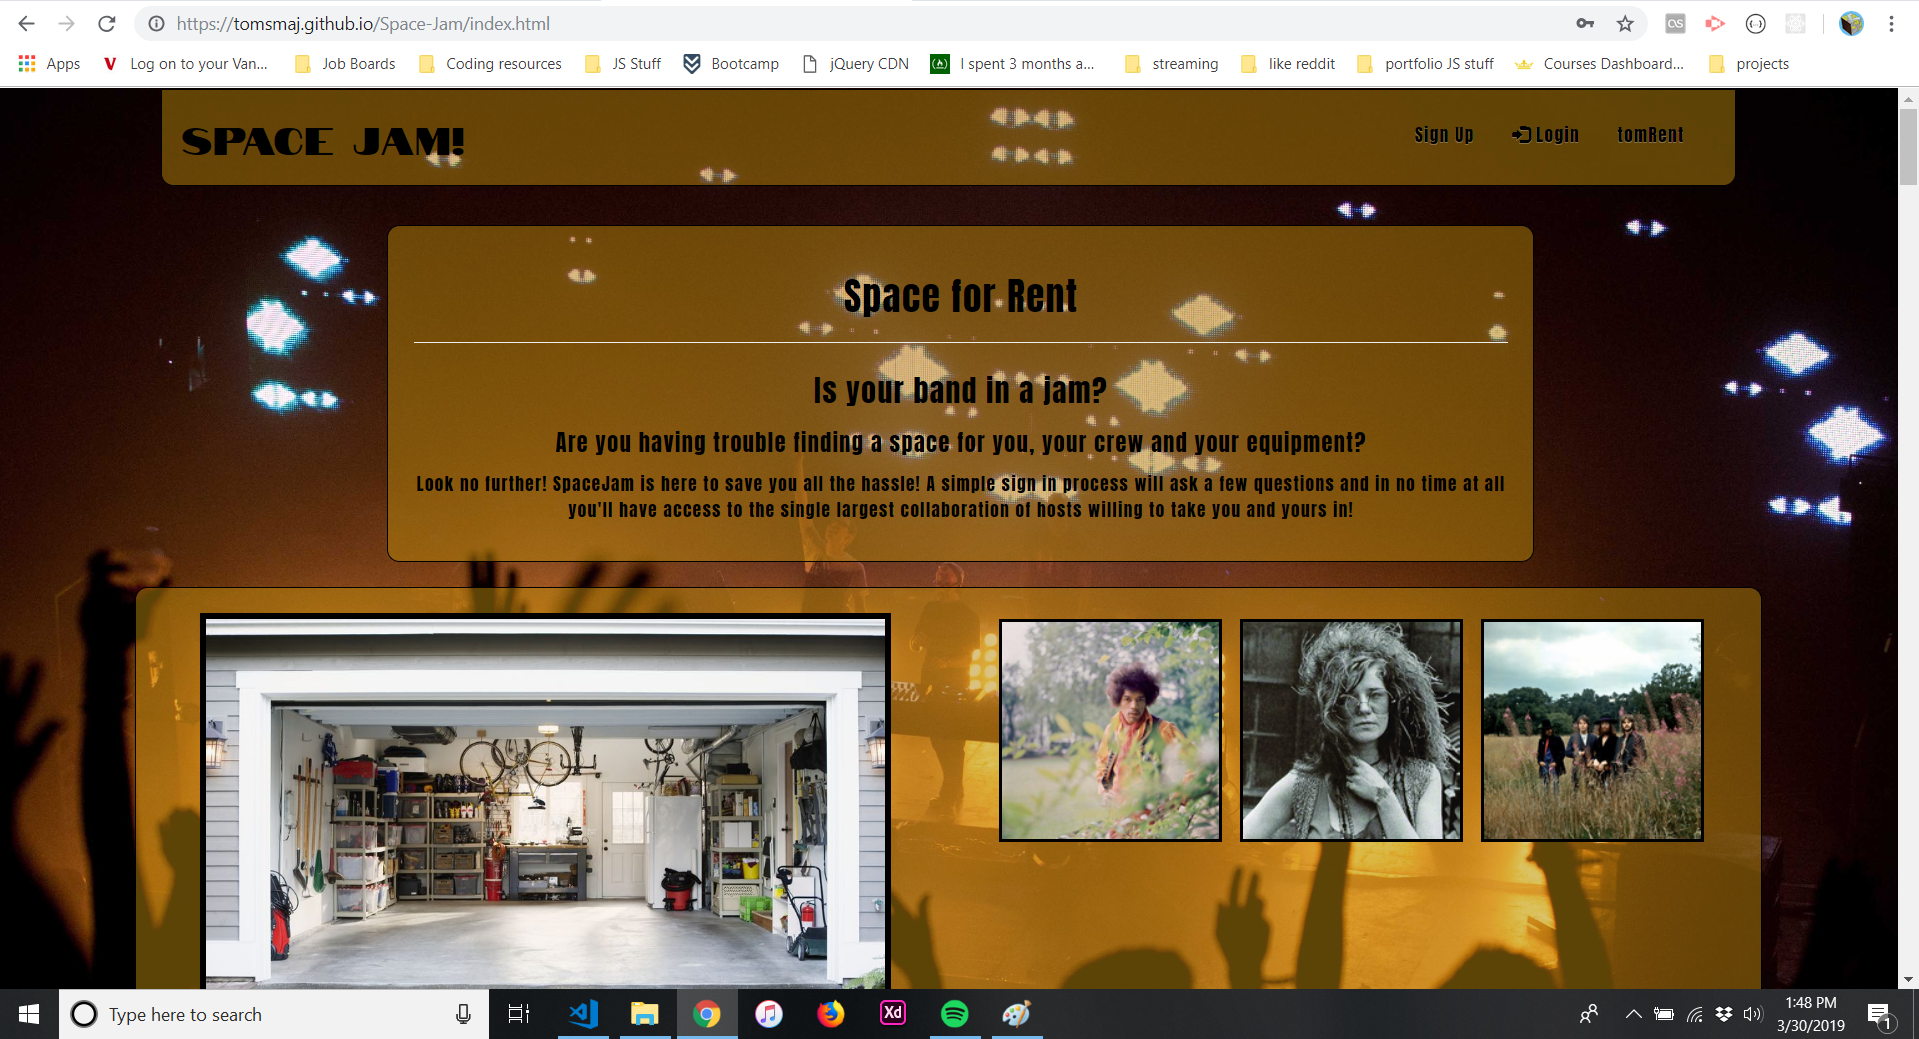 https://tomsmaj.github.io/Space-Jam/index.html
Apps Log on to your Van... Job Boards Coding resources JS Stuff Bootcamp jQuery CDN I spent 3 months a... streaming like reddit portfolio JS stuff Courses Dashboard... projects
SPACE JAM!
Sign Up Login tomRent
Space for Rent
Is your band in a jam?
Are you having trouble finding a space for you, your crew and your equipment?
Look no further! SpaceJam is here to save you all the hassle! A simple sign in process will ask a few questions and in no time at all
you'll have access to the single largest collaboration of hosts willing to take you and yours in!
Type here to search
Xd
1:48 PM
3/30/2019
1